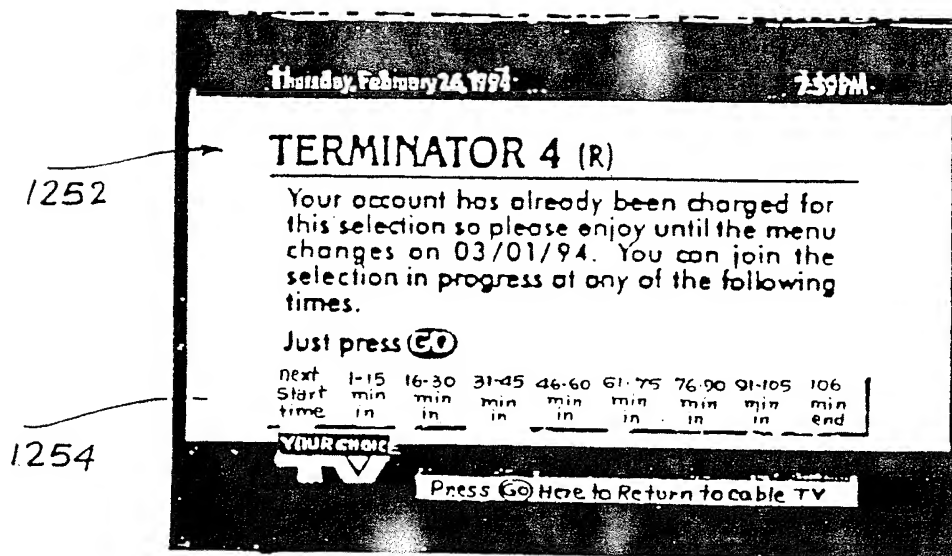 Thursday, February 24, 1994 7:59PM
1252
TERMINATOR 4 (R)
Your account has already been charged for
this selection so please enjoy until the menu
changes on 03/01/94. You can join the
selection in progress at any of the following
times.
Just press GO
next 1-15 16-30 31-45 46-60 61-75 76-90 91-105 106
start min min min min min min min min
time in in in in in in in end
1254
YOUR CHOICE
TV
Press GO Here to Return to cable TV